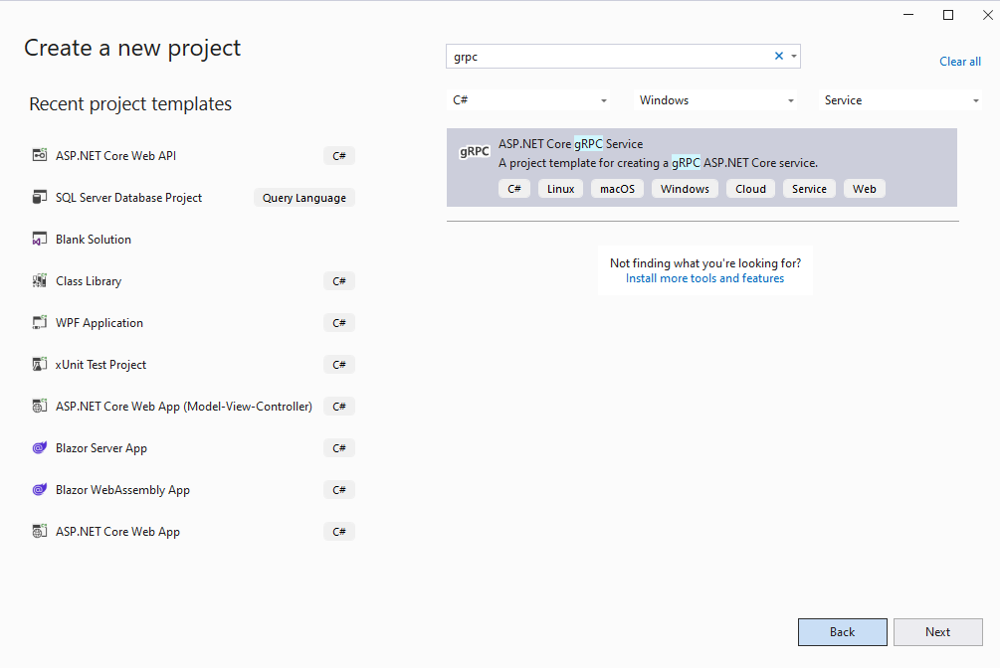 Create a new project
Recent project templates
ASP.NET Core Web API C#
SQL Server Database Project Query Language
Blank Solution
Class Library C#
WPF Application C#
xUnit Test Project C#
ASP.NET Core Web App (Model-View-Controller) C#
Blazor Server App C#
Blazor WebAssembly App C#
ASP.NET Core Web App C#
grpc
Clear all
C# Windows Service
gRPC
ASP.NET Core gRPC Service
A project template for creating a gRPC ASP.NET Core service.
C# Linux macOS Windows Cloud Service Web
Not finding what you're looking for?
Install more tools and features
Back Next